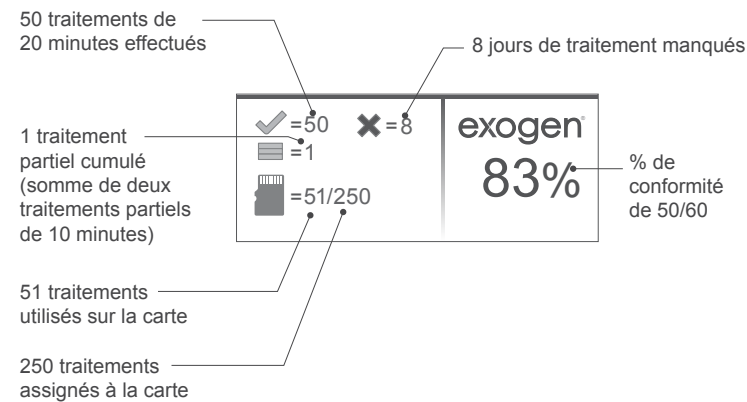 50 traitements de
20 minutes effectués
8 jours de traitement manqués
1 traitement
partiel cumulé
(somme de deux
traitements partiels
de 10 minutes)
=50
=8
=1
=51/250
exogen
83%
% de
conformité
de 50/60
51 traitements
utilisés sur la carte
250 traitements
assignés à la carte